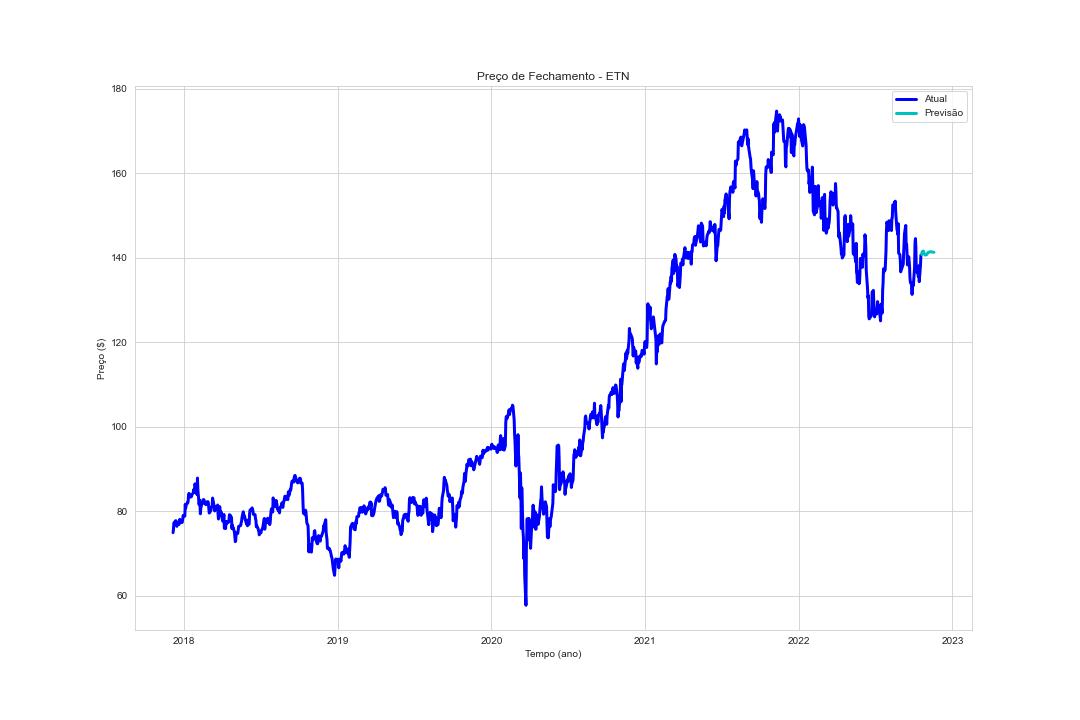 Preço de Fechamento - ETN
Atual
Previsão
180
160
140
120
100
80
60
Preço ($)
2018 2019 2020 2021 2022 2023
Tempo (ano)